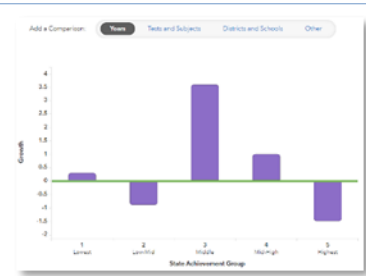 Add a Comparison: Years Tests and Subjects Districts and Schools Other
4
3.5
3
2.5
2
1.5
1
0.5
0
-0.5
-1
-1.5
-2
Growth
1 2 3 4 5
Lowest Low-Mid Middle Mid-High Highest
State Achievement Group